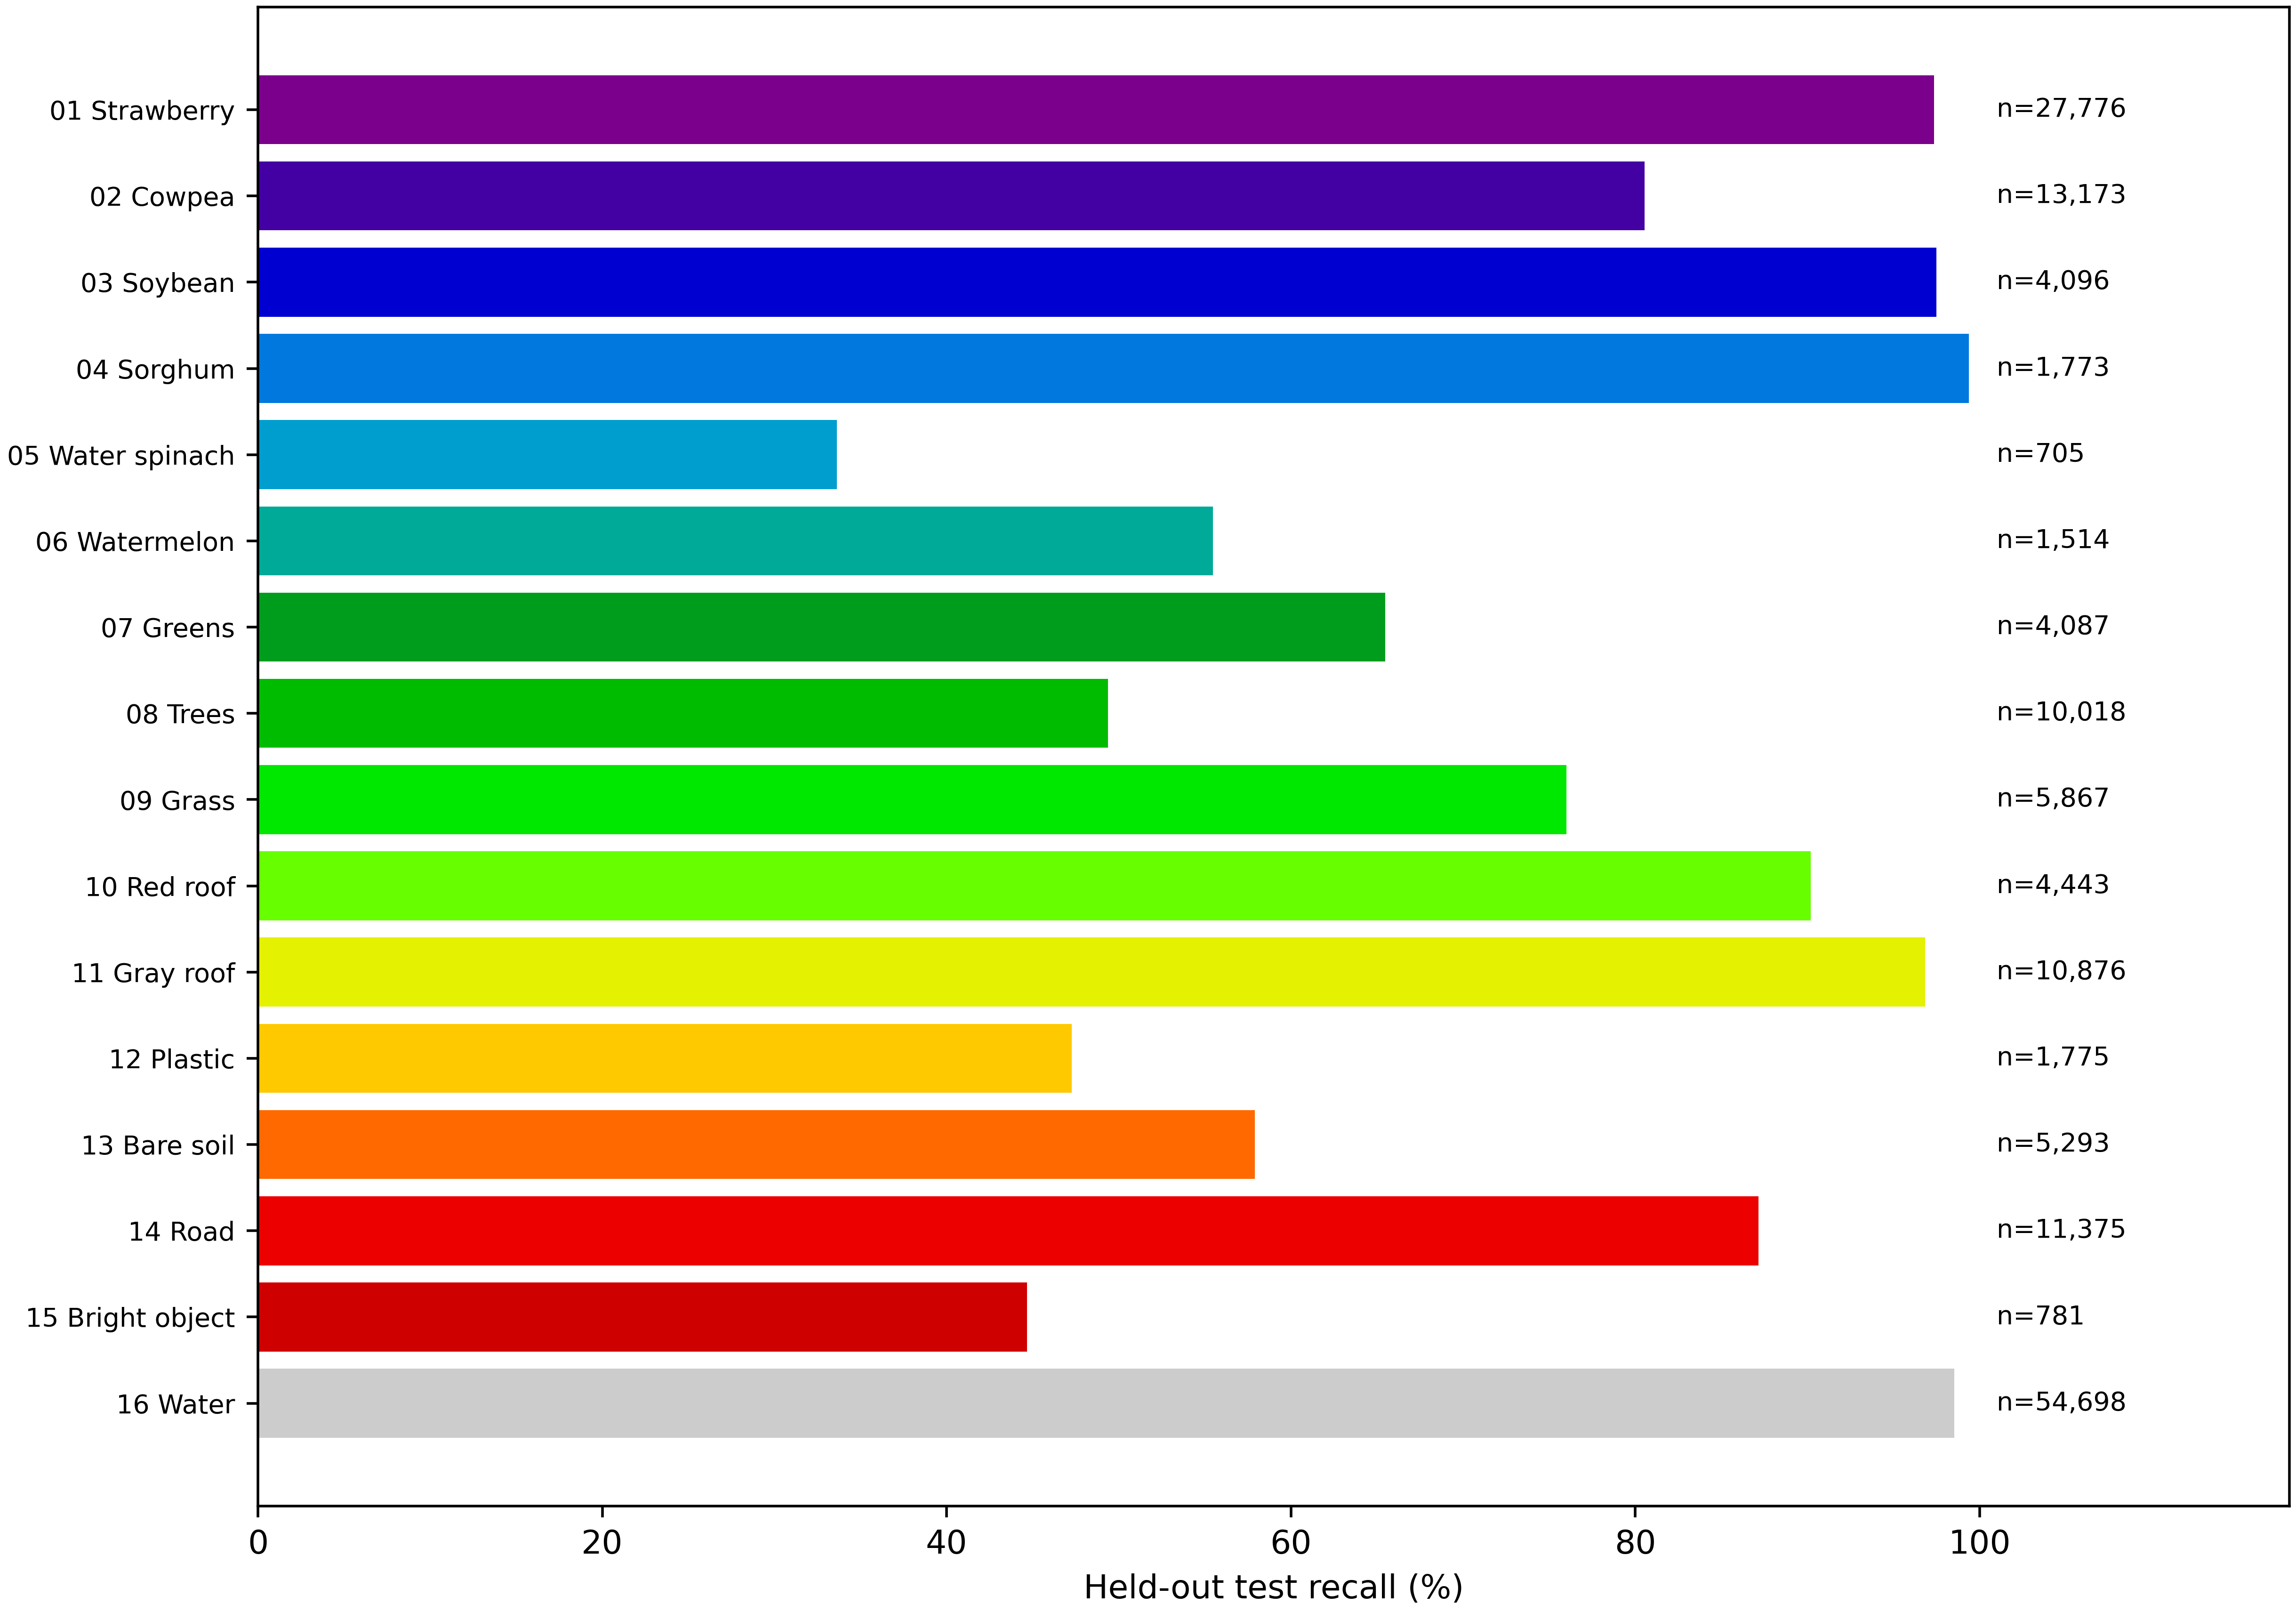 01 Strawberry n=27,776
02 Cowpea n=13,173
03 Soybean n=4,096
04 Sorghum n=1,773
05 Water spinach n=705
06 Watermelon n=1,514
07 Greens n=4,087
08 Trees n=10,018
09 Grass n=5,867
10 Red roof n=4,443
11 Gray roof n=10,876
12 Plastic n=1,775
13 Bare soil n=5,293
14 Road n=11,375
15 Bright object n=781
16 Water n=54,698
0 20 40 60 80 100
Held-out test recall (%)